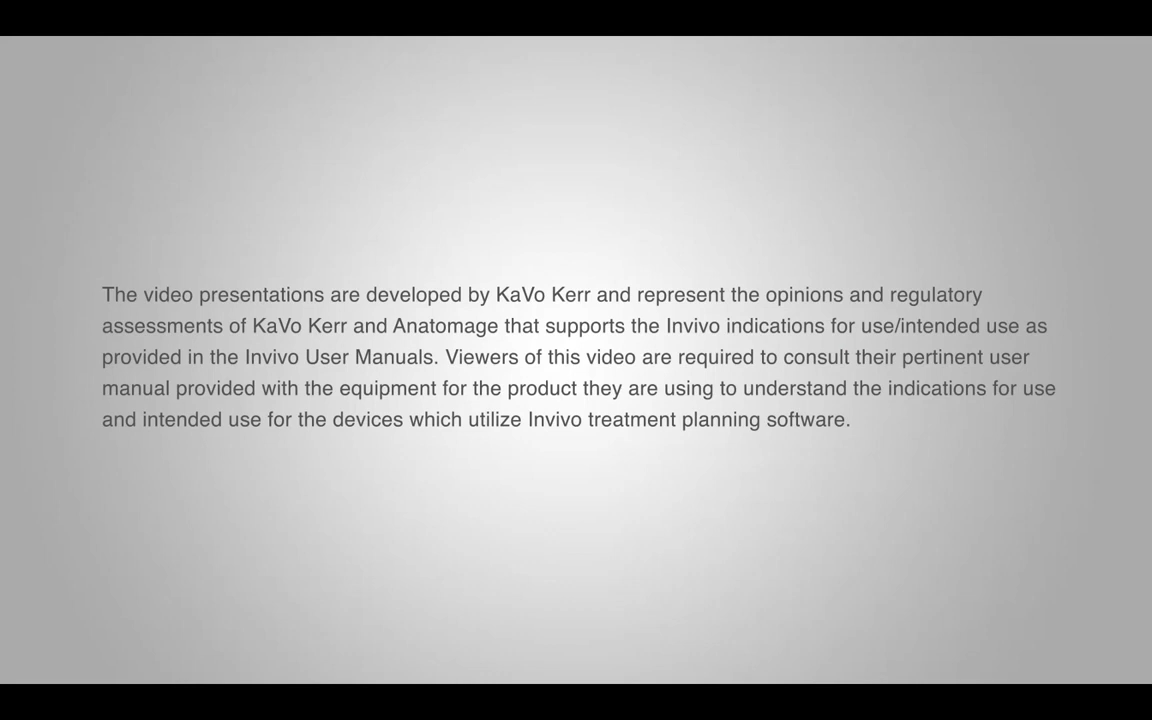 The video presentations are developed by KaVo Kerr and represent the opinions and regulatory
assessments of KaVo Kerr and Anatomage that supports the Invivo indications for use/intended use as
provided in the Invivo User Manuals. Viewers of this video are required to consult their pertinent user
manual provided with the equipment for the product they are using to understand the indications for use
and intended use for the devices which utilize Invivo treatment planning software.